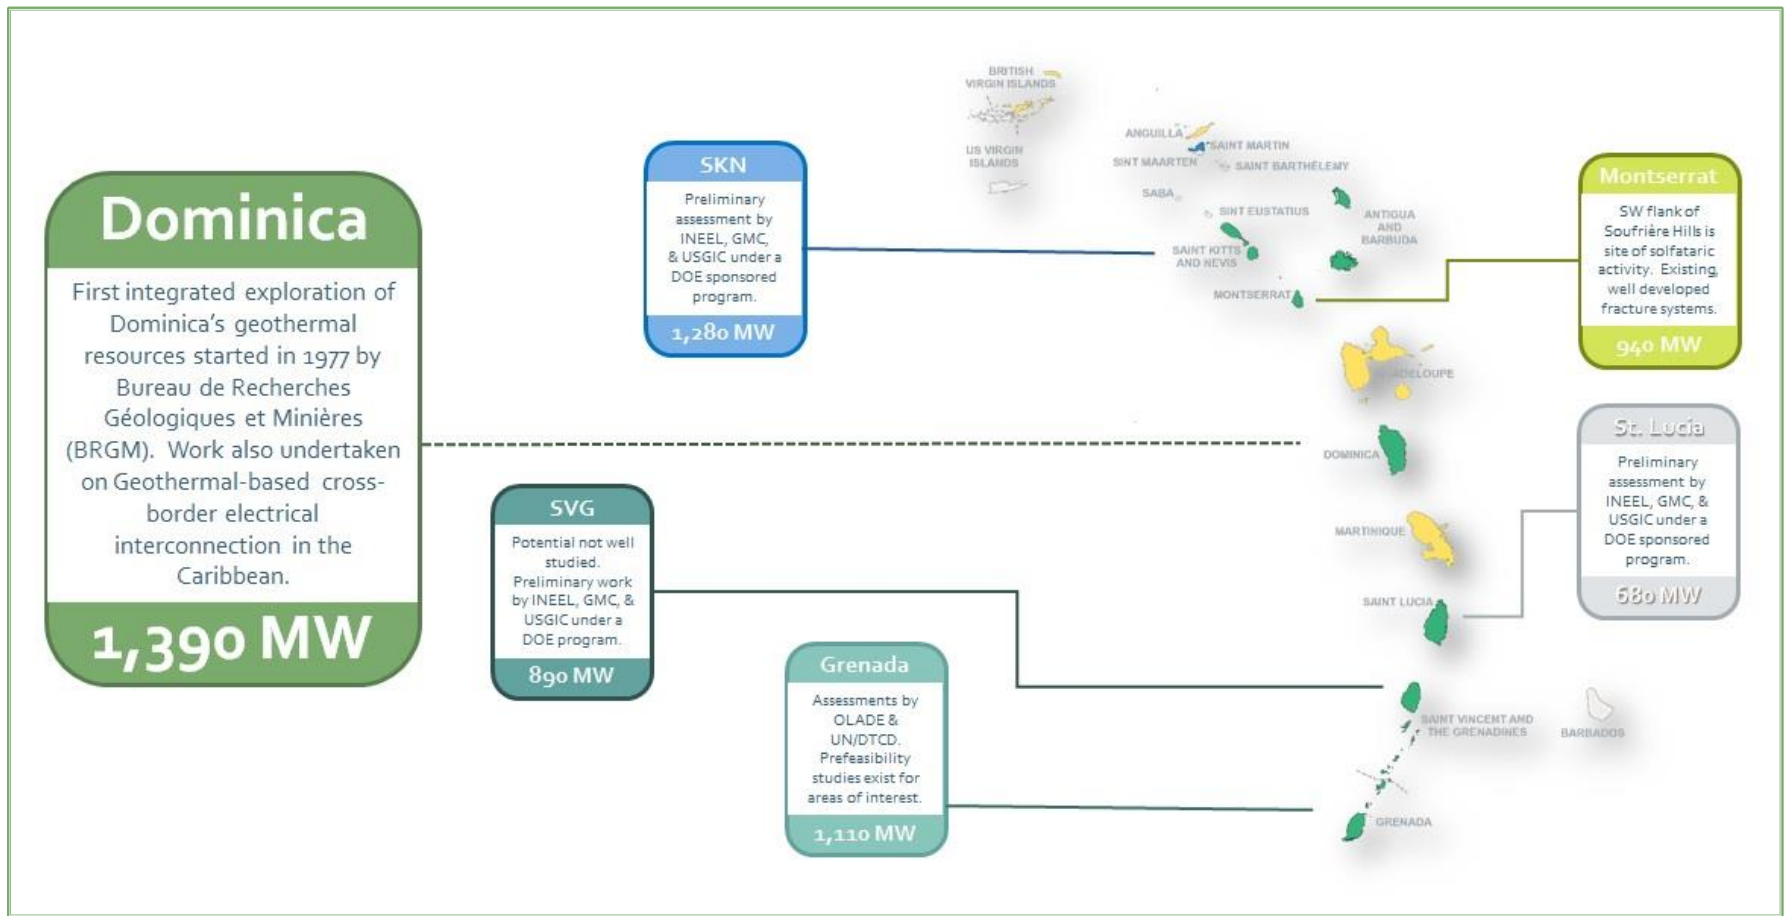 Dominica
First integrated exploration of
Dominica's geothermal
resources started in 1977 by
Bureau de Recherches
Géologiques et Minières
(BRGM). Work also undertaken
on Geothermal-based cross-
border electrical
interconnection in the
Caribbean.
1,390 MW
SKN
Preliminary
assessment by
INEEL, GMC,
& USGIC under a
DOE sponsored
program.
1,280 MW
SVG
Potential not well
studied.
Preliminary work
by INEEL, GMC, &
USGIC under a
DOE program.
890 MW
Grenada
Assessments by
OLADE &
UN/DTCD.
Prefeasibility
studies exist for
areas of interest.
1,110 MW
BRITISH
VIRGIN ISLANDS
US VIRGIN
ISLANDS
ANGUILLA
SAINT MARTIN
SINT MAARTEN
SAINT BARTHÉLEMY
SABA
SINT EUSTATIUS
ANTIGUA
AND
BARBUDA
SAINT KITTS
AND NEVIS
MONTSERRAT
GUADELOUPE
DOMINICA
MARTINIQUE
SAINT LUCIA
SAINT VINCENT AND
THE GRENADINES
BARBADOS
GRENADA
Montserrat
SW flank of
Soufrière Hills is
site of solfataric
activity. Existing,
well developed
fracture systems.
940 MW
St. Lucia
Preliminary
assessment by
INEEL, GMC, &
USGIC under a
DOE sponsored
program.
680 MW